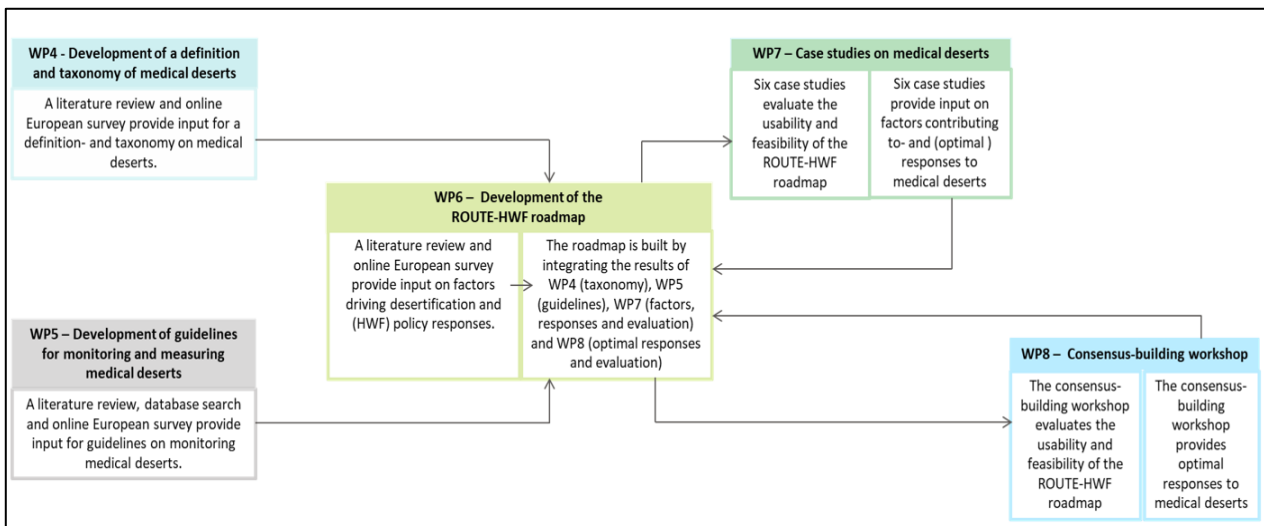 WP4 - Development of a definition
and taxonomy of medical deserts
A literature review and online
European survey provide input for a
definition- and taxonomy on medical
deserts.
WP5 – Development of guidelines
for monitoring and measuring
medical deserts
A literature review, database search
and online European survey provide
input for guidelines on monitoring
medical deserts.
WP6 – Development of the
ROUTE-HWF roadmap
A literature review and
online European survey
provide input on factors
driving desertification and
(HWF) policy responses.
The roadmap is built by
integrating the results of
WP4 (taxonomy), WP5
(guidelines), WP7 (factors,
responses and evaluation)
and WP8 (optimal responses
and evaluation)
WP7 – Case studies on medical deserts
Six case studies
evaluate the
usability and
feasibility of the
ROUTE-HWF
roadmap
Six case studies
provide input on
factors contributing
to- and (optimal )
responses to
medical deserts
WP8 – Consensus-building workshop
The consensus-
building workshop
evaluates the
usability and
feasibility of the
ROUTE-HWF
roadmap
The consensus-
building
workshop
provides
optimal
responses to
medical deserts